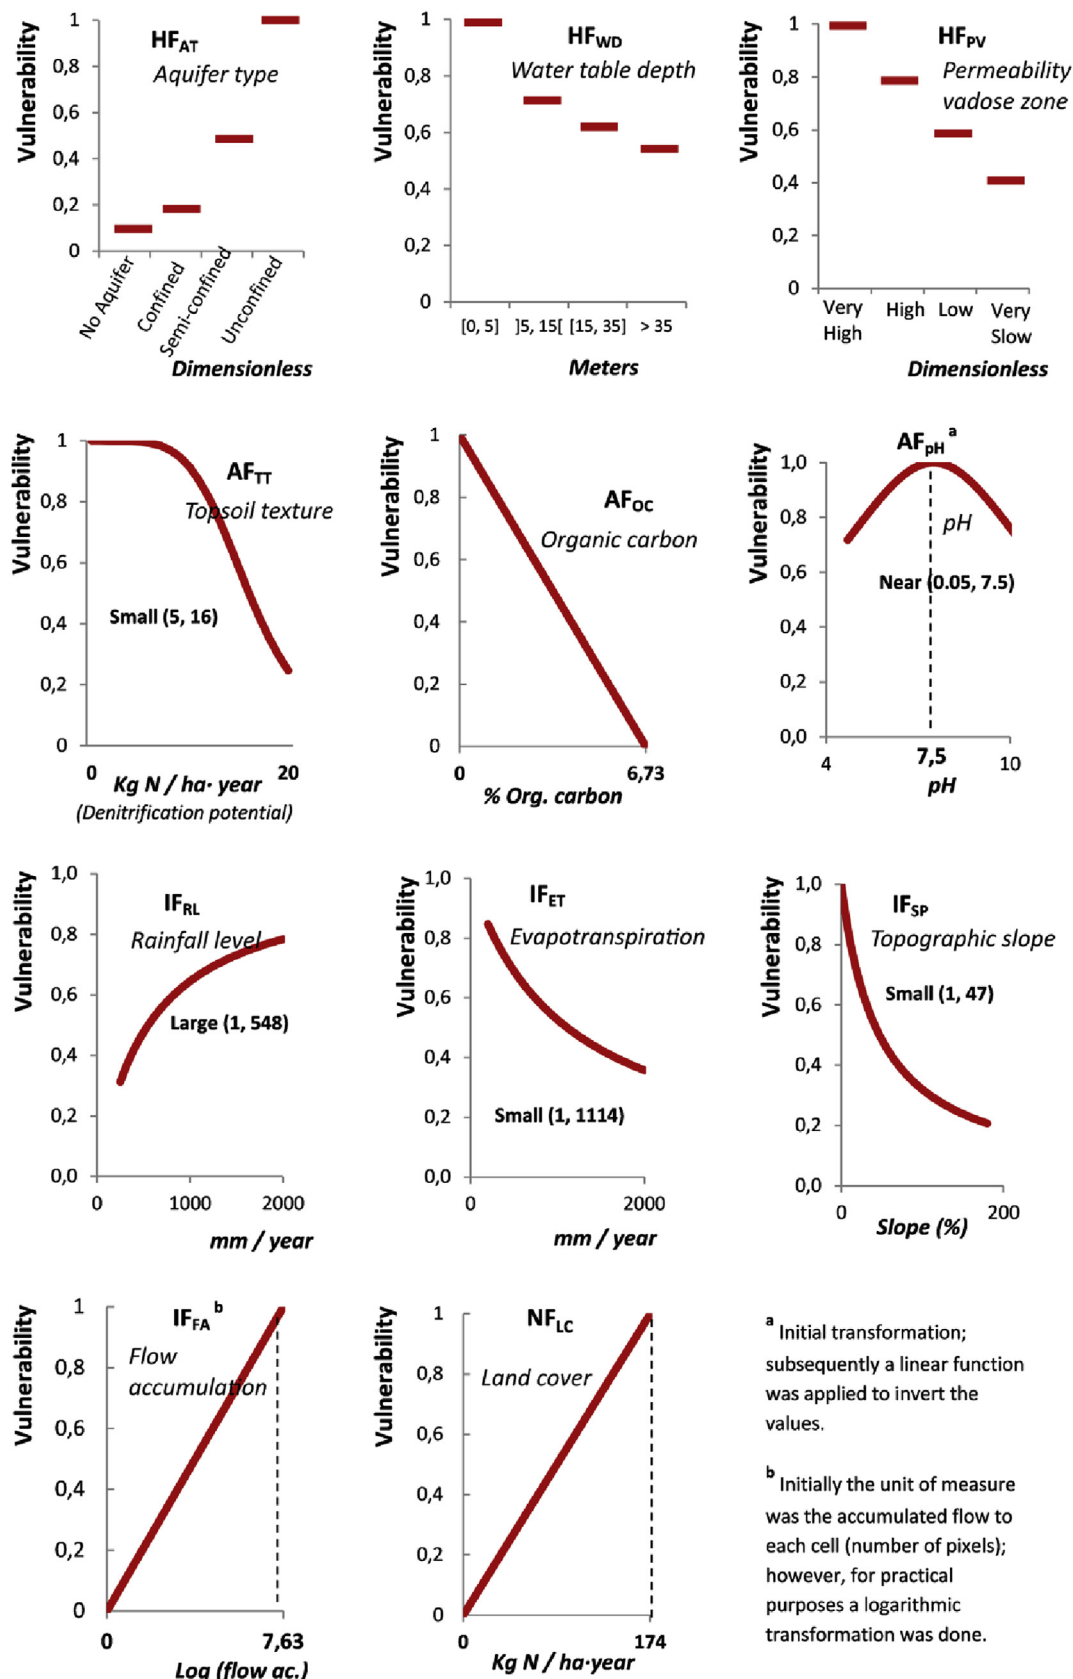 HF_AT
Aquifer type
Vulnerability
1,2
1
0,8
0,6
0,4
0,2
0
No Aquifer
Confined
Semi-confined
Unconfined
Dimensionless
HF_WD
Water table depth
Vulnerability
1
0,8
0,6
0,4
0,2
0
[0, 5]
]5, 15[
[15, 35]
> 35
Meters
HF_PV
Permeability
vadose zone
Vulnerability
1
0,8
0,6
0,4
0,2
0
Very
High
High
Low
Very
Slow
Dimensionless
AF_TT
Topsoil texture
Vulnerability
1
0,8
0,6
0,4
0,2
0
Small (5, 16)
0
Kg N / ha· year
20
(Denitrification potential)
AF_OC
Organic carbon
Vulnerability
1
0,8
0,6
0,4
0,2
0
0
6,73
% Org. carbon
AF_pH ^a
pH
Vulnerability
1,0
0,8
0,6
0,4
0,2
0,0
Near (0.05, 7.5)
4
7,5
10
pH
IF_RL
Rainfall level
Vulnerability
1,0
0,8
0,6
0,4
0,2
0,0
Large (1, 548)
0
1000
2000
mm / year
IF_ET
Evapotranspiration
Vulnerability
1,0
0,8
0,6
0,4
0,2
0,0
Small (1, 1114)
0
2000
mm / year
IF_SP
Topographic slope
Vulnerability
1,0
0,8
0,6
0,4
0,2
0,0
Small (1, 47)
0
200
Slope (%)
IF_FA ^b
Flow
accumulation
Vulnerability
1
0,8
0,6
0,4
0,2
0
0
7,63
Log (flow ac.)
NF_LC
Land cover
Vulnerability
1
0,8
0,6
0,4
0,2
0
0
174
Kg N / ha·year
a Initial transformation;
subsequently a linear function
was applied to invert the
values.
b Initially the unit of measure
was the accumulated flow to
each cell (number of pixels);
however, for practical
purposes a logarithmic
transformation was done.